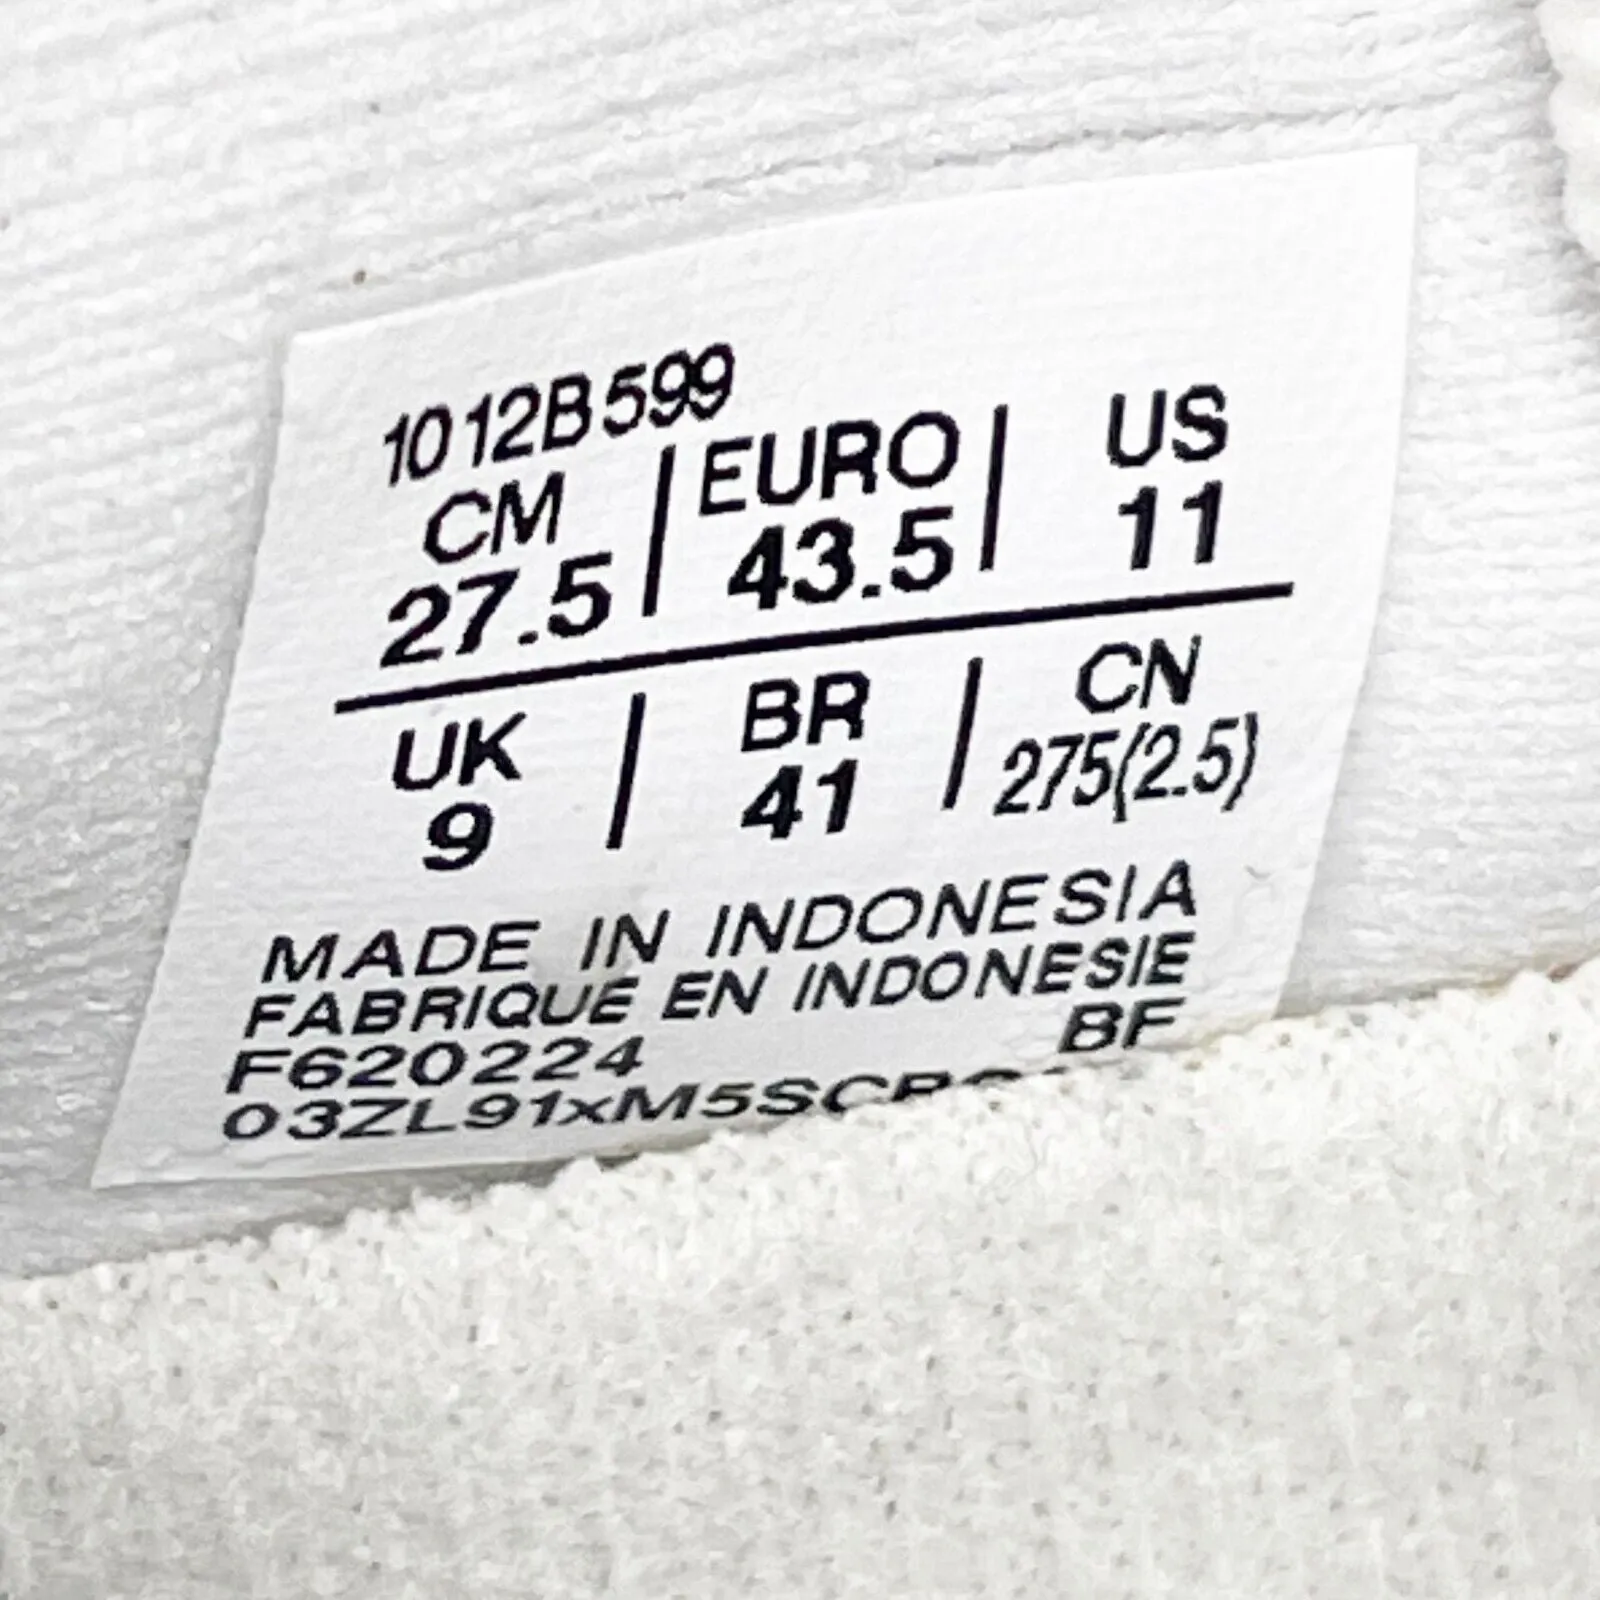 1012B599
CM | EURO | US
27.5 | 43.5 | 11
UK | BR | CN
9 | 41 | 275(2.5)
MADE IN INDONESIA
FABRIQUÉ EN INDONESIE
F620224 BF